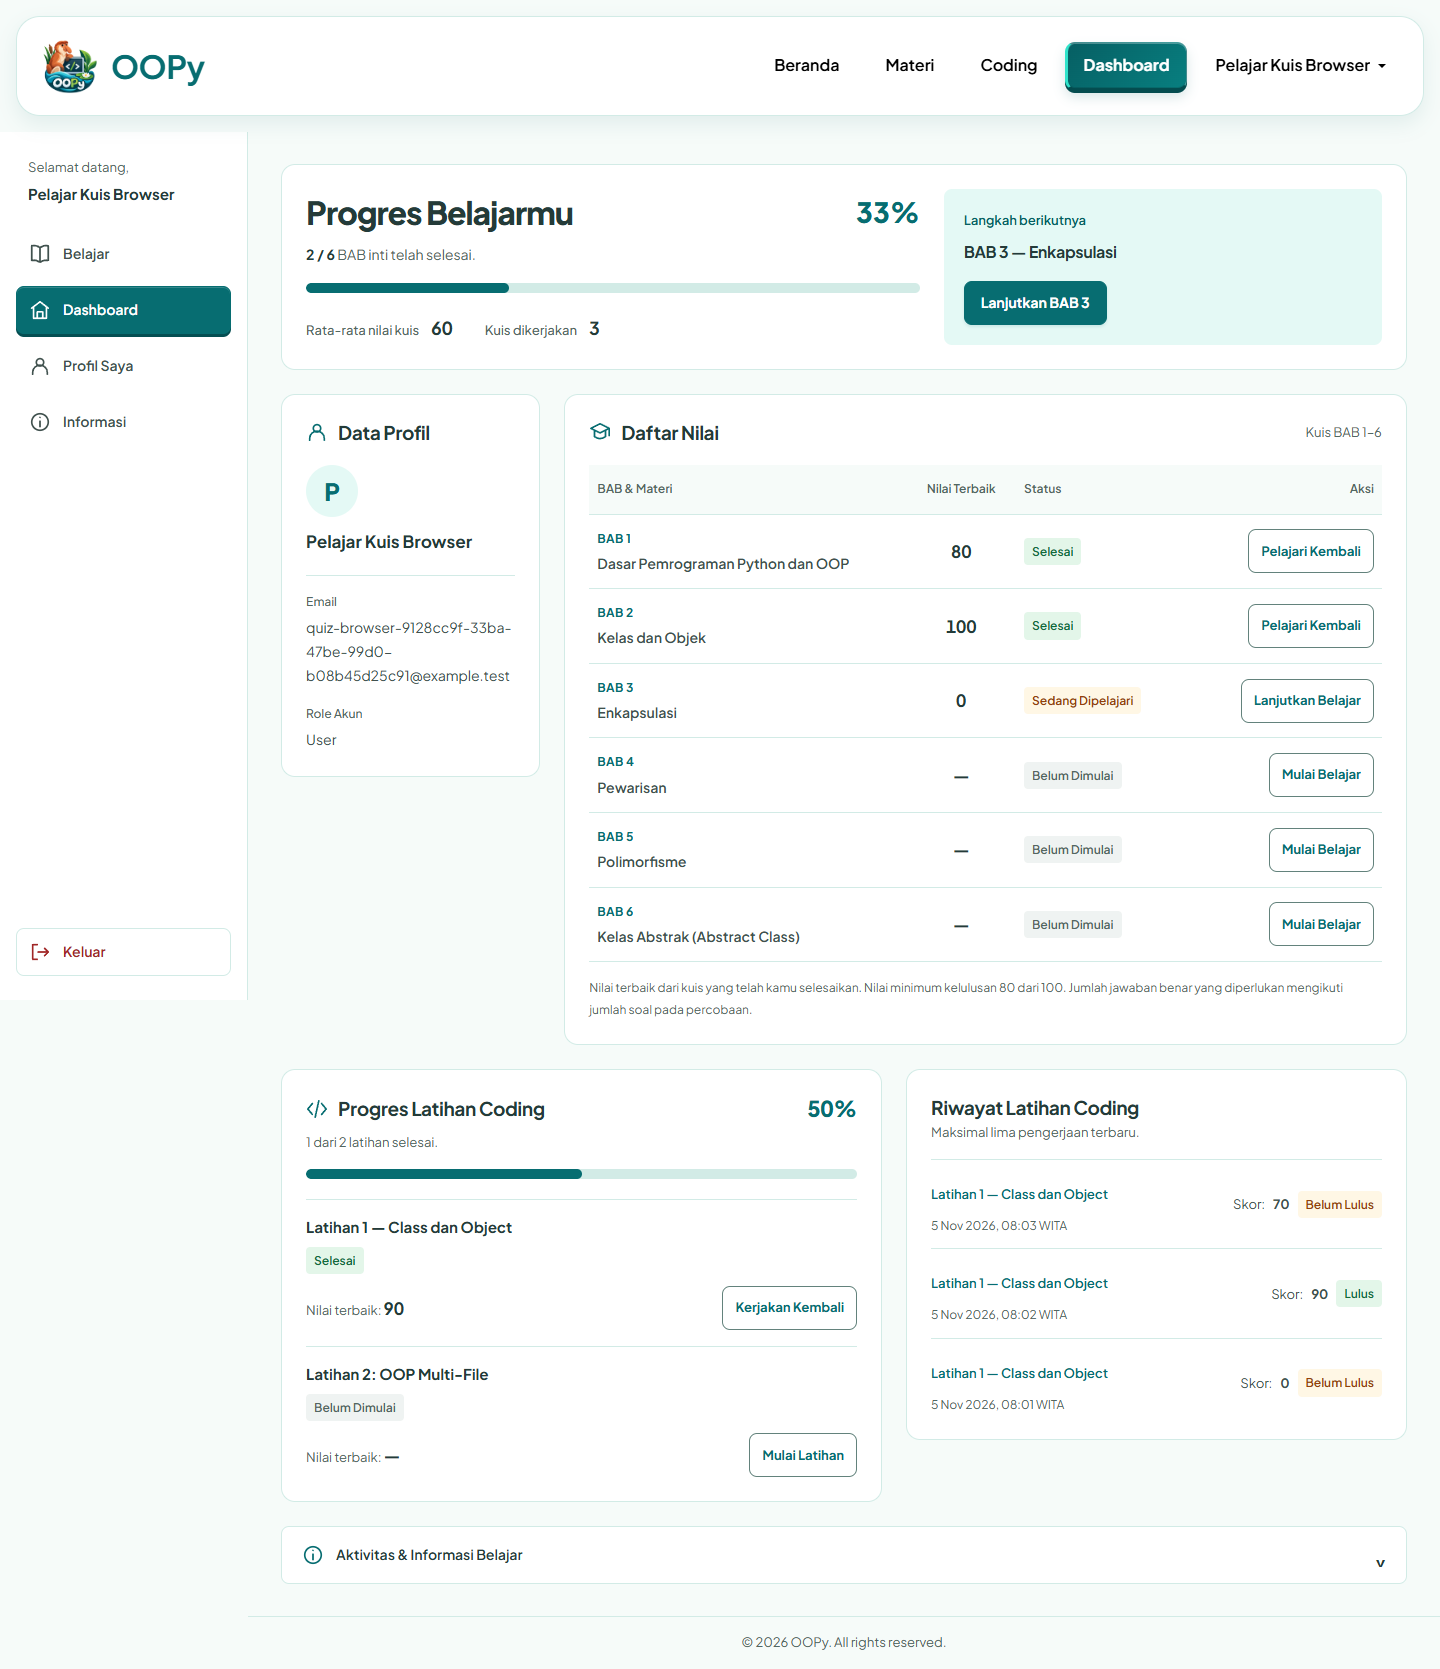 OOPy
OOPy
Beranda
Materi
Coding
Dashboard
Pelajar Kuis Browser
Selamat datang,
Pelajar Kuis Browser
Belajar
Dashboard
Profil Saya
Informasi
Keluar
Progres Belajarmu
33%
2 / 6 BAB inti telah selesai.
Rata-rata nilai kuis 60
Kuis dikerjakan 3
Langkah berikutnya
BAB 3 — Enkapsulasi
Lanjutkan BAB 3
Data Profil
P
Pelajar Kuis Browser
Email
quiz-browser-9128cc9f-33ba-
47be-99d0-
b08b45d25c91@example.test
Role Akun
User
Daftar Nilai
Kuis BAB 1–6
BAB & Materi
Nilai Terbaik
Status
Aksi
BAB 1
Dasar Pemrograman Python dan OOP
80
Selesai
Pelajari Kembali
BAB 2
Kelas dan Objek
100
Selesai
Pelajari Kembali
BAB 3
Enkapsulasi
0
Sedang Dipelajari
Lanjutkan Belajar
BAB 4
Pewarisan
—
Belum Dimulai
Mulai Belajar
BAB 5
Polimorfisme
—
Belum Dimulai
Mulai Belajar
BAB 6
Kelas Abstrak (Abstract Class)
—
Belum Dimulai
Mulai Belajar
Nilai terbaik dari kuis yang telah kamu selesaikan. Nilai minimum kelulusan 80 dari 100. Jumlah jawaban benar yang diperlukan mengikuti
jumlah soal pada percobaan.
Progres Latihan Coding
50%
1 dari 2 latihan selesai.
Latihan 1 — Class dan Object
Selesai
Nilai terbaik: 90
Kerjakan Kembali
Latihan 2: OOP Multi-File
Belum Dimulai
Nilai terbaik: —
Mulai Latihan
Riwayat Latihan Coding
Maksimal lima pengerjaan terbaru.
Latihan 1 — Class dan Object
5 Nov 2026, 08:03 WITA
Skor: 70
Belum Lulus
Latihan 1 — Class dan Object
5 Nov 2026, 08:02 WITA
Skor: 90
Lulus
Latihan 1 — Class dan Object
5 Nov 2026, 08:01 WITA
Skor: 0
Belum Lulus
Aktivitas & Informasi Belajar
© 2026 OOPy. All rights reserved.